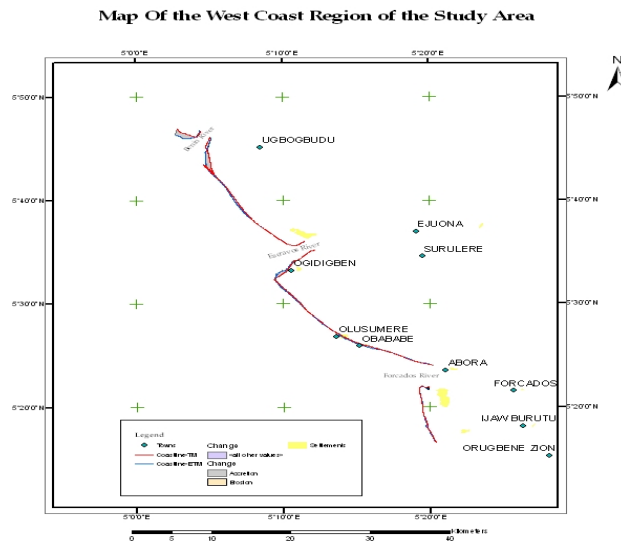 Map Of the West Coast Region of the Study Area
N
5°0'0"E 5°10'0"E 5°20'0"E
5°50'0"N 5°50'0"N
UGBOGBUDU
Benin River
5°40'0"N 5°40'0"N
EJUONA
SURULERE
Escravos River
OGIDIGBEN
5°30'0"N 5°30'0"N
OLUSUMERE
OBABABE
ABORA
Forcados River
FORCADOS
5°20'0"N 5°20'0"N
IJAW BURUTU
ORUGBENE ZION
Legend
Towns
Coastline-TM
Coastline-ETM
Change
<all other values>
Change
Accretion
Erosion
Settlements
5°0'0"E 5°10'0"E 5°20'0"E
Kilometers
0 5 10 20 30 40